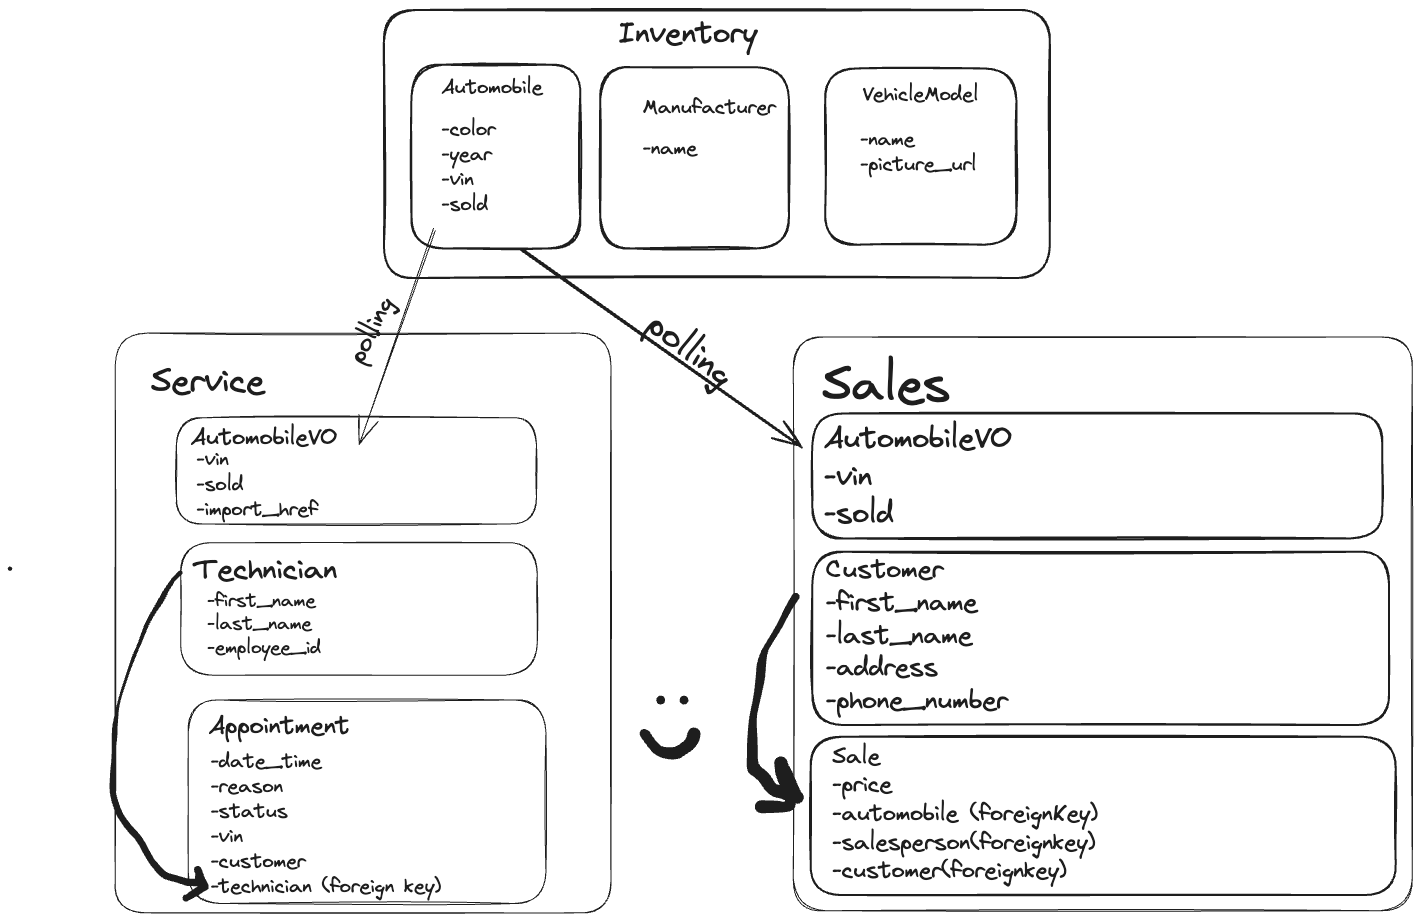 Inventory
Automobile
-color
-year
-vin
-sold
Manufacturer
-name
VehicleModel
-name
-picture_url
polling
polling
Service
AutomobileVO
-vin
-sold
-import_href
Technician
-first_name
-last_name
-employee_id
Appointment
-date_time
-reason
-status
-vin
-customer
-technician (foreign key)
Sales
AutomobileVO
-vin
-sold
Customer
-first_name
-last_name
-address
-phone_number
Sale
-price
-automobile (foreignKey)
-salesperson(foreignkey)
-customer(foreignkey)